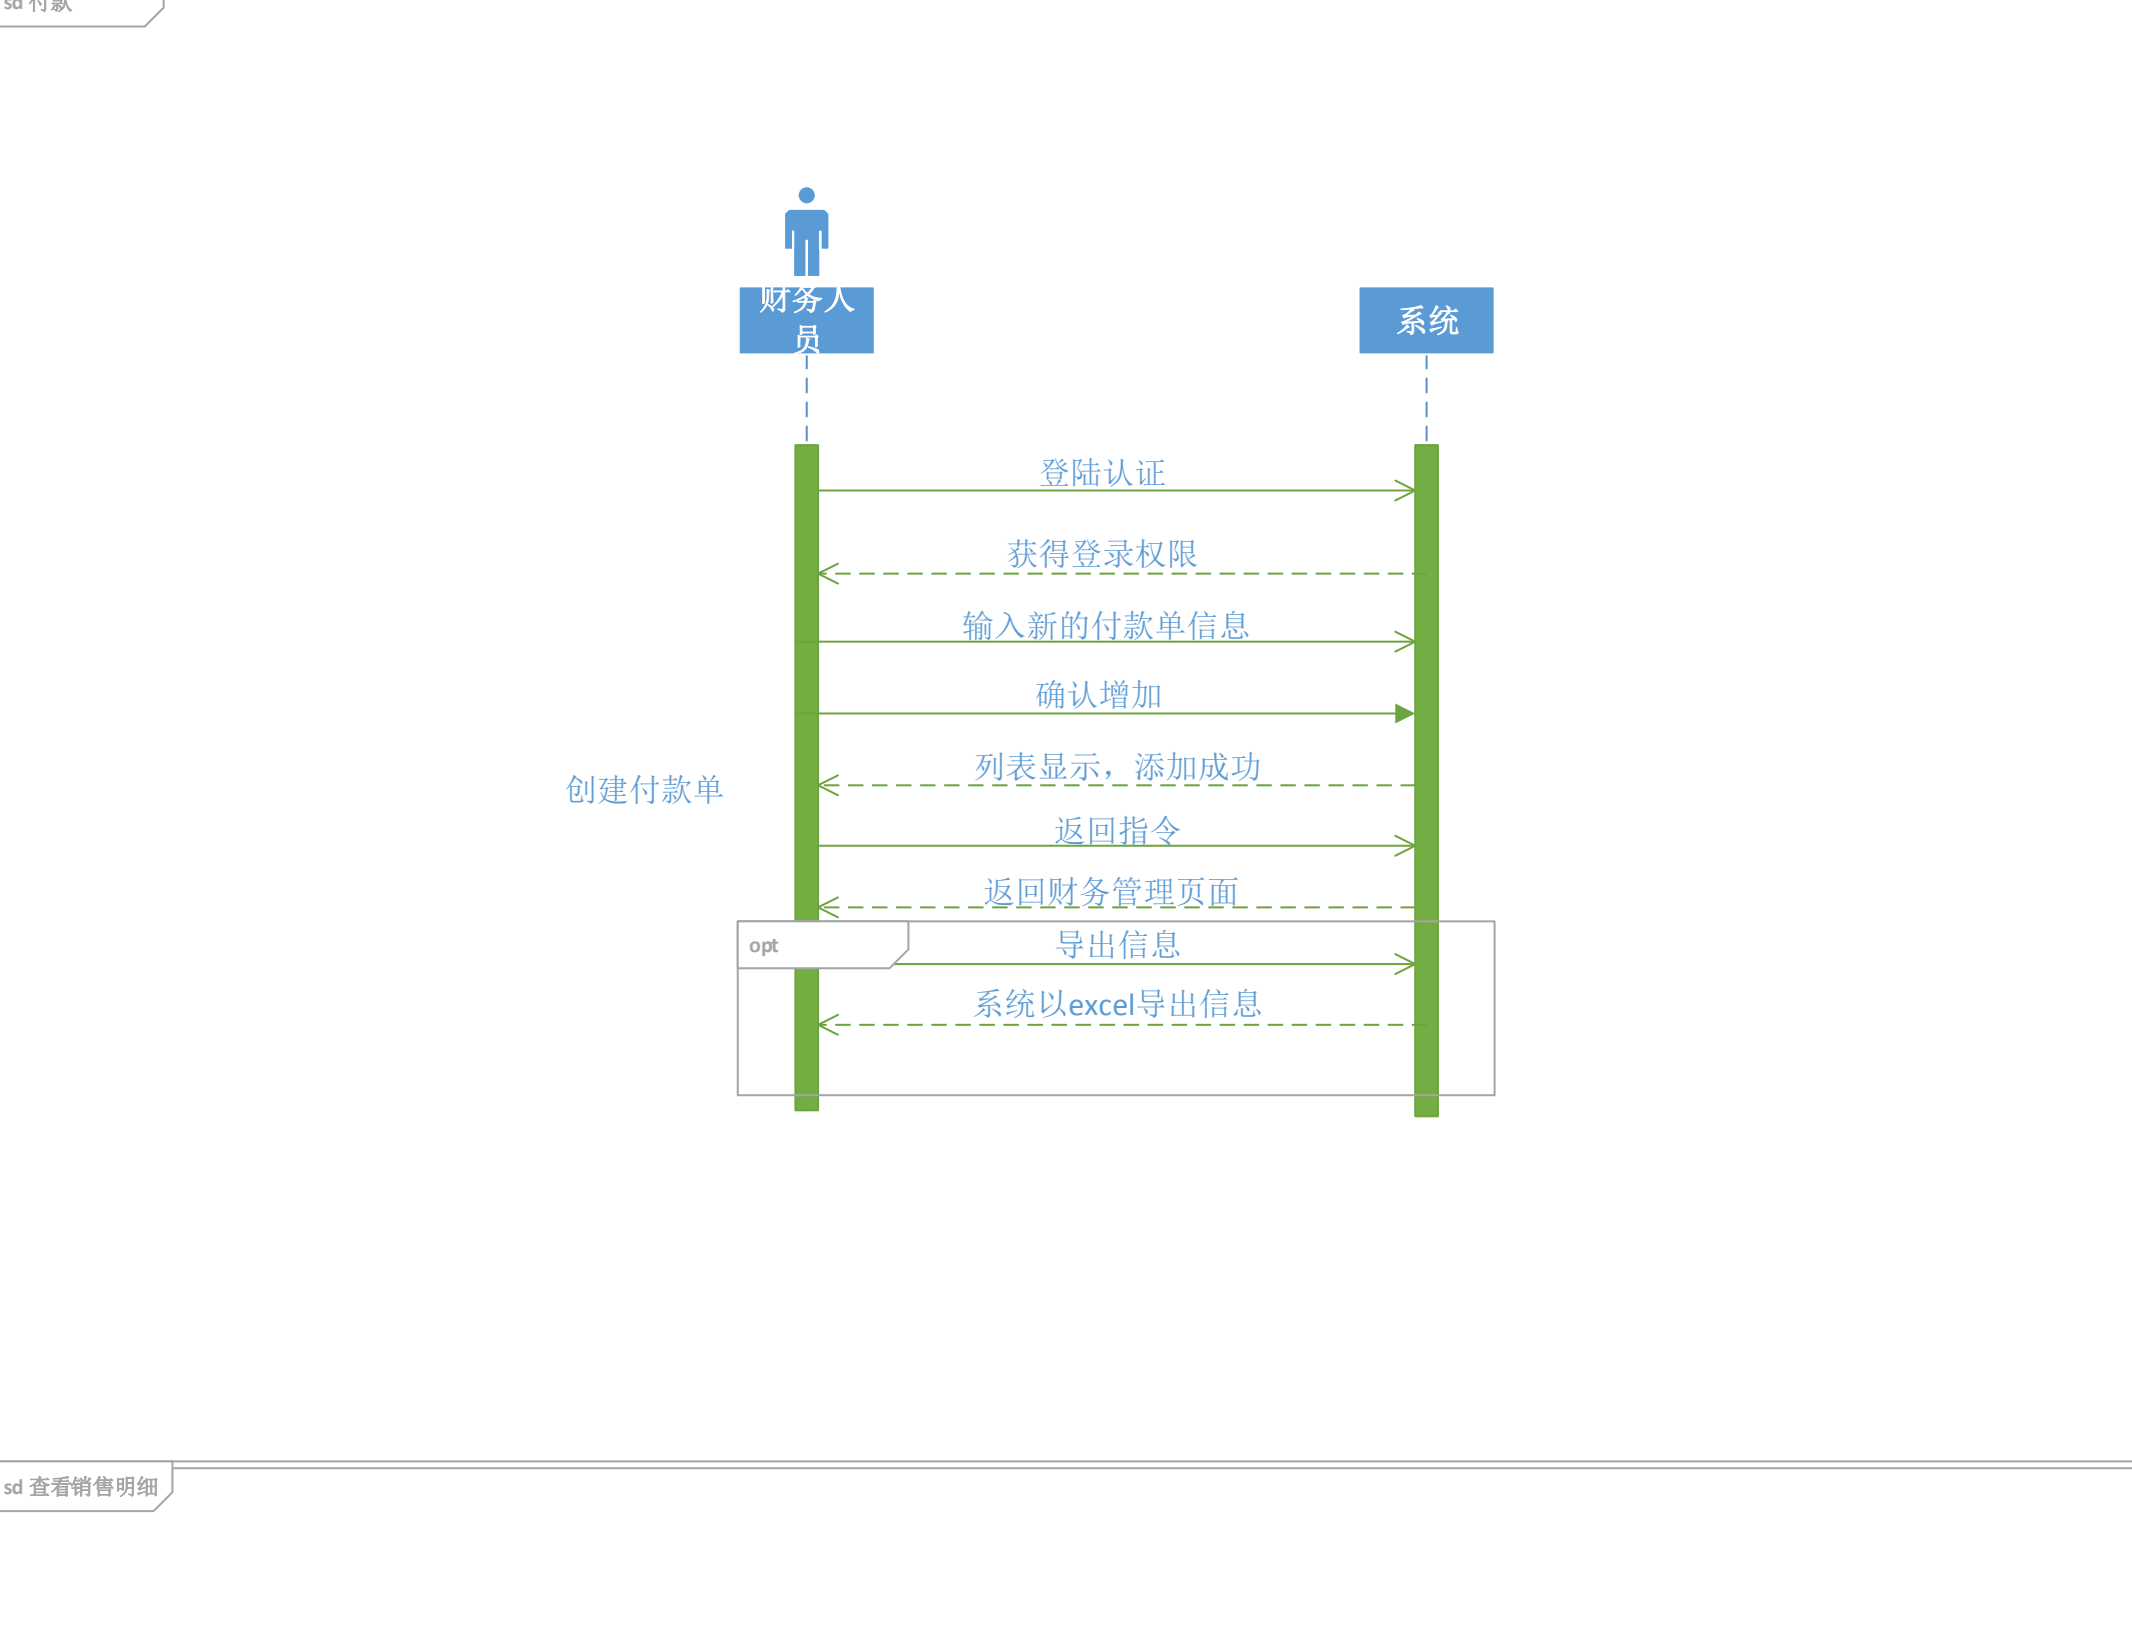 sd 付款
财务人
员
系统
登陆认证
获得登录权限
输入新的付款单信息
确认增加
列表显示，添加成功
创建付款单
返回指令
返回财务管理页面
opt
导出信息
系统以excel导出信息
sd 查看销售明细